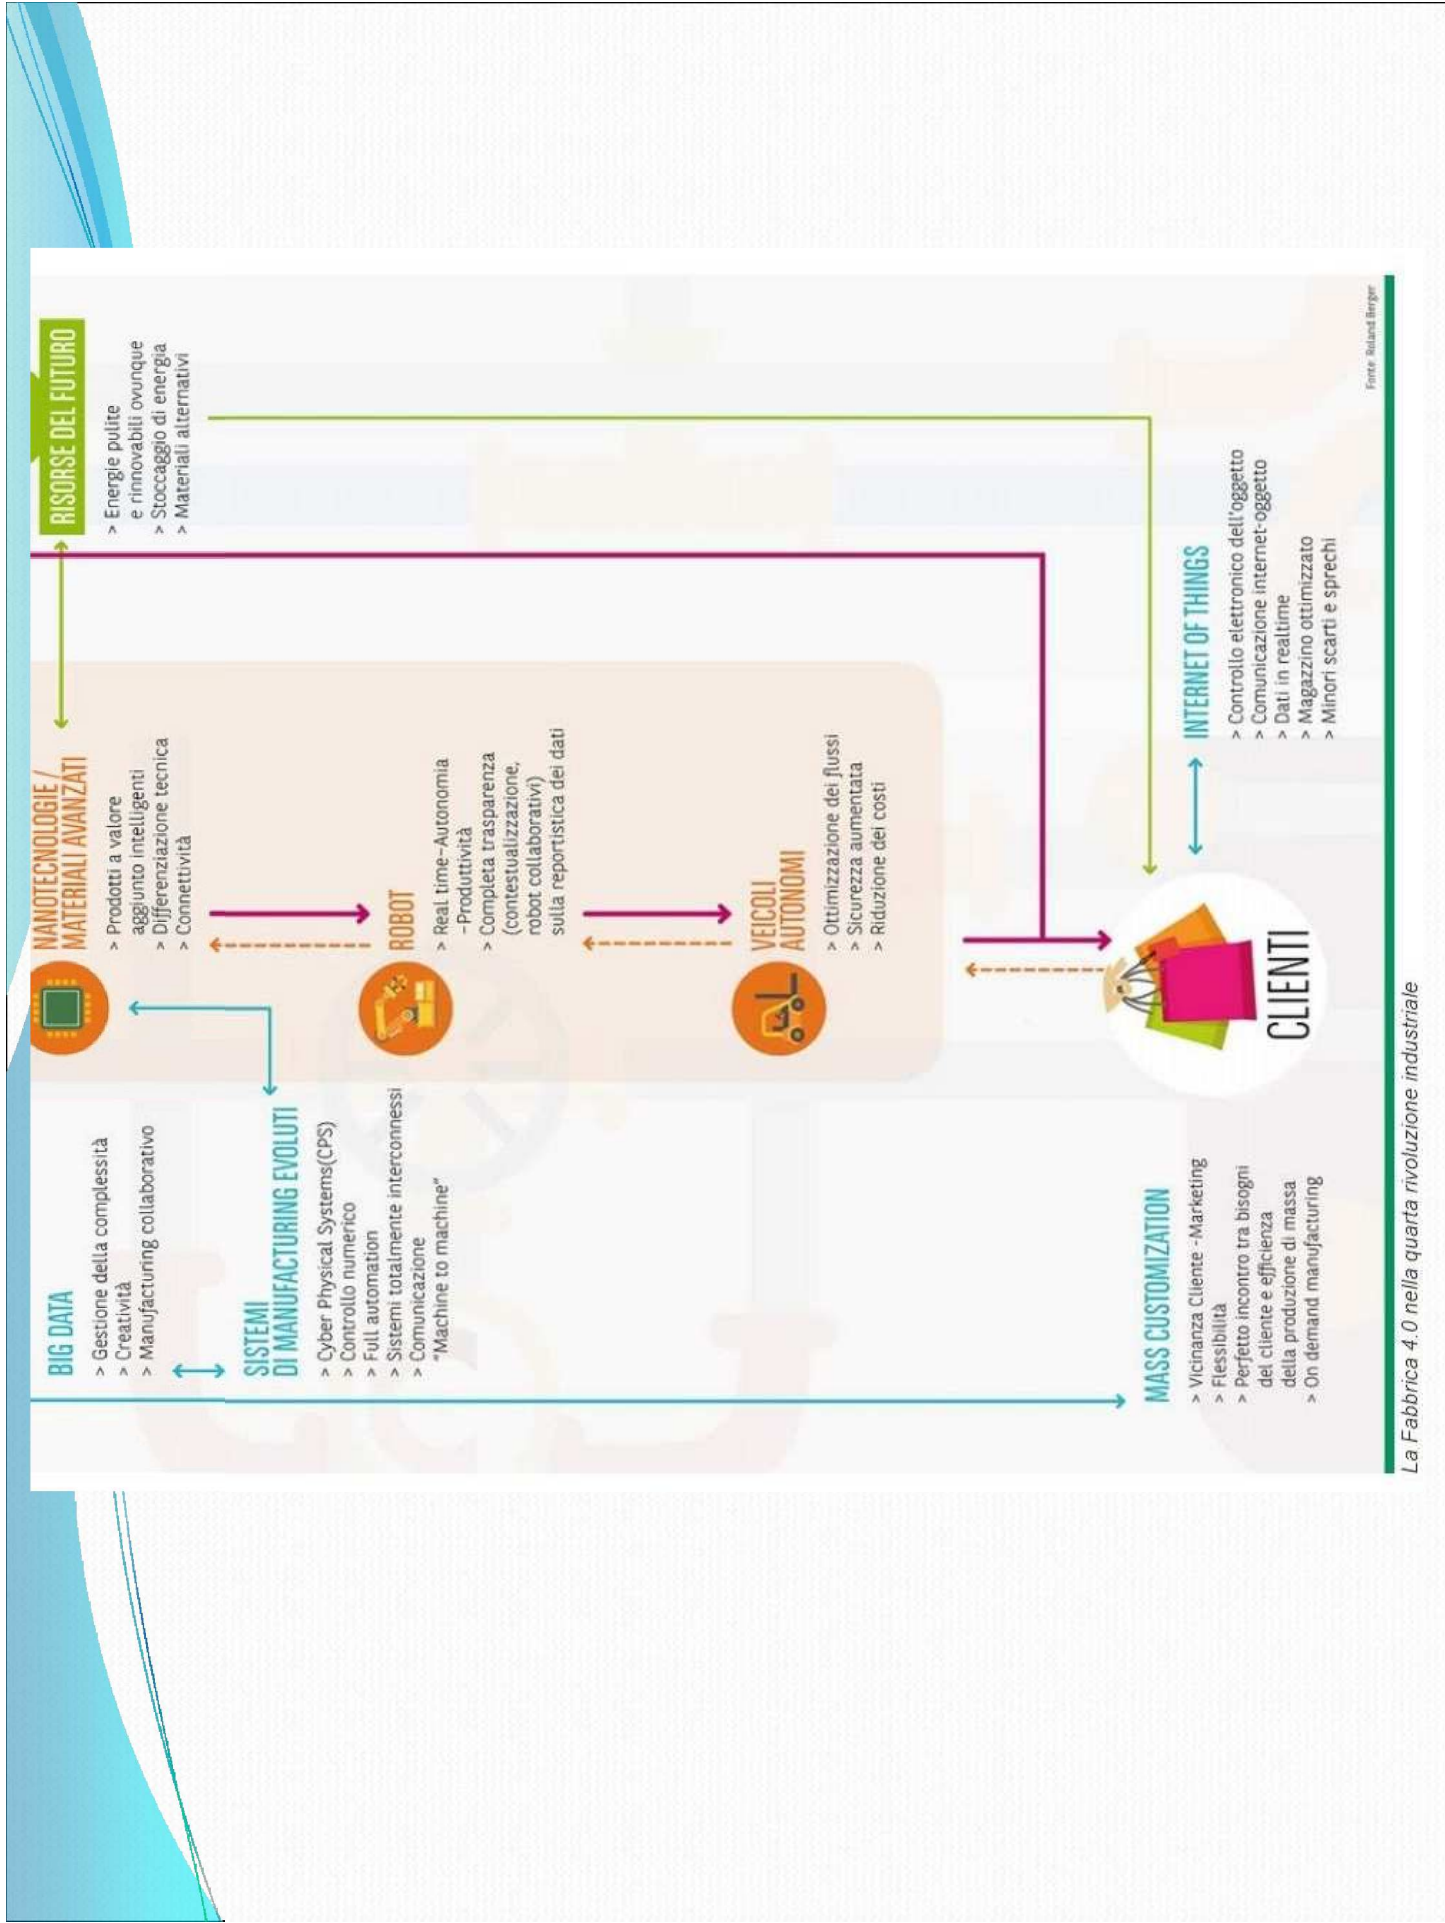 BIG DATA
> Gestione della complessità
> Creatività
> Manufacturing collaborativo
SISTEMI
DI MANUFACTURING EVOLUTI
> Cyber Physical Systems(CPS)
> Controllo numerico
> Full automation
> Sistemi totalmente interconnessi
> Comunicazione
"Machine to machine"
MASS CUSTOMIZATION
> Vicinanza Cliente -Marketing
> Flessibilità
> Perfetto incontro tra bisogni
del cliente e efficienza
della produzione di massa
> On demand manufacturing
NANOTECNOLOGIE/
MATERIALI AVANZATI
> Prodotti a valore
aggiunto intelligenti
> Differenziazione tecnica
> Connettività
ROBOT
> Real time-Autonomia
-Produttività
> Completa trasparenza
(contestualizzazione,
robot collaborativi)
sulla reportistica dei dati
VEICOLI
AUTONOMI
> Ottimizzazione dei flussi
> Sicurezza aumentata
> Riduzione dei costi
CLIENTI
RISORSE DEL FUTURO
> Energie pulite
e rinnovabili ovunque
> Stoccaggio di energia
> Materiali alternativi
INTERNET OF THINGS
> Controllo elettronico dell'oggetto
> Comunicazione internet-oggetto
> Dati in realtime
> Magazzino ottimizzato
> Minori scarti e sprechi
Fonte: Roland Berger
La Fabbrica 4.0 nella quarta rivoluzione industriale